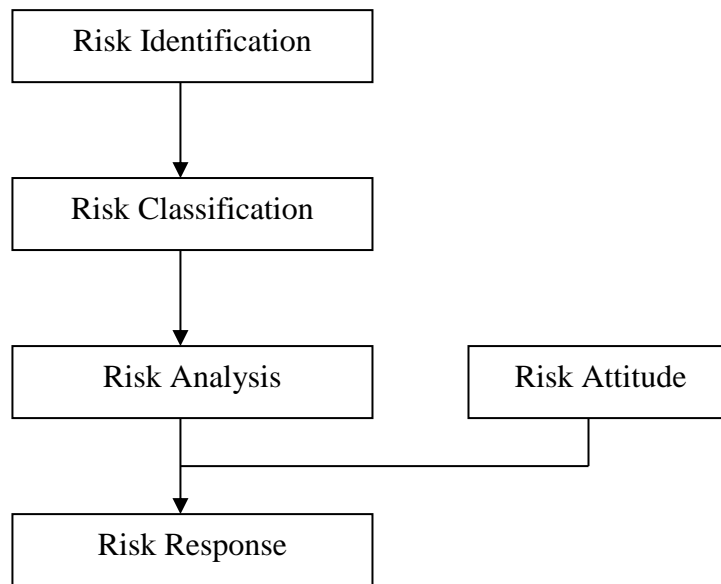 Risk Identification
Risk Classification
Risk Analysis
Risk Attitude
Risk Response